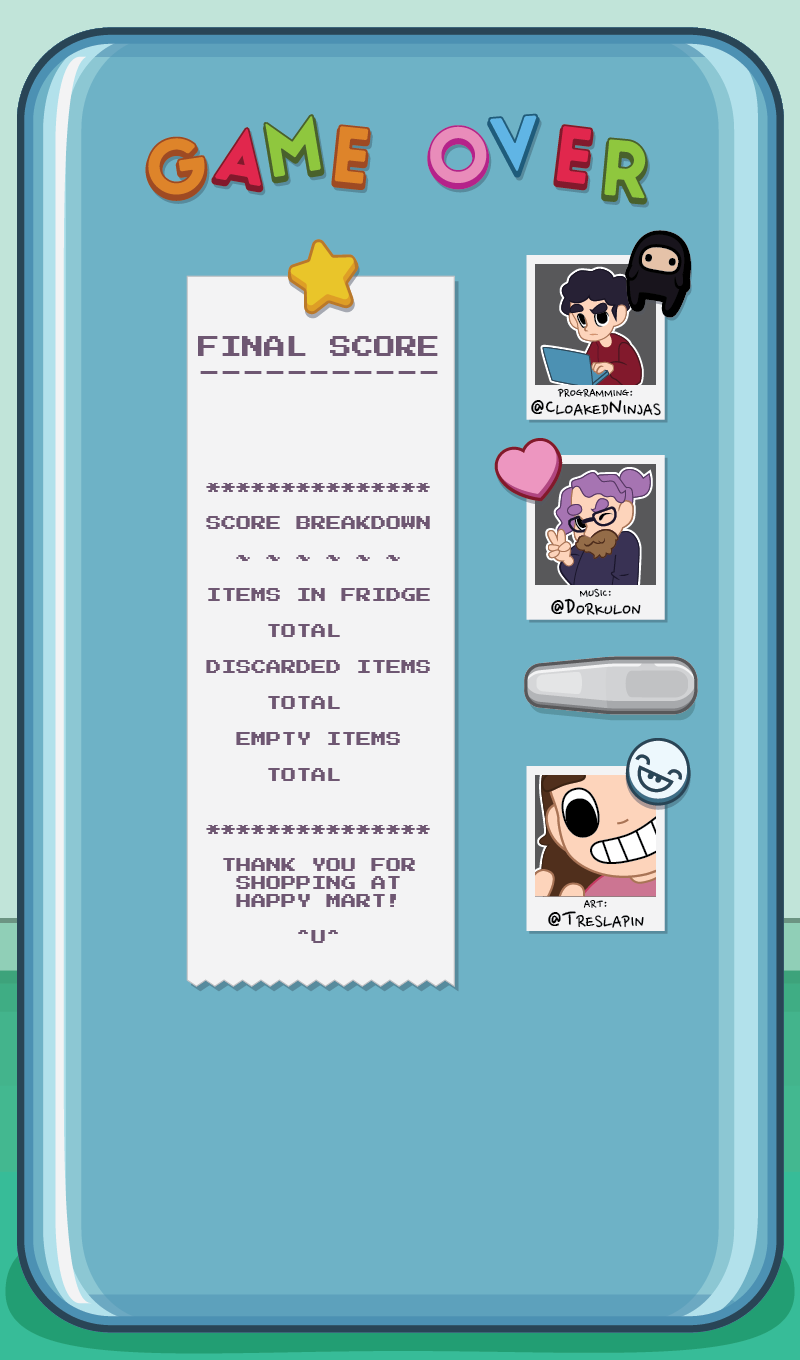 GAME OVER
FINAL SCORE
-----------
***************
SCORE BREAKDOWN
~ ~ ~ ~ ~ ~
ITEMS IN FRIDGE
TOTAL
DISCARDED ITEMS
TOTAL
EMPTY ITEMS
TOTAL
***************
THANK YOU FOR
SHOPPING AT
HAPPY MART!
^U^
PROGRAMMING:
@CLOAKEDNINJAS
MUSIC:
@DORKULON
ART:
@TRESLAPIN